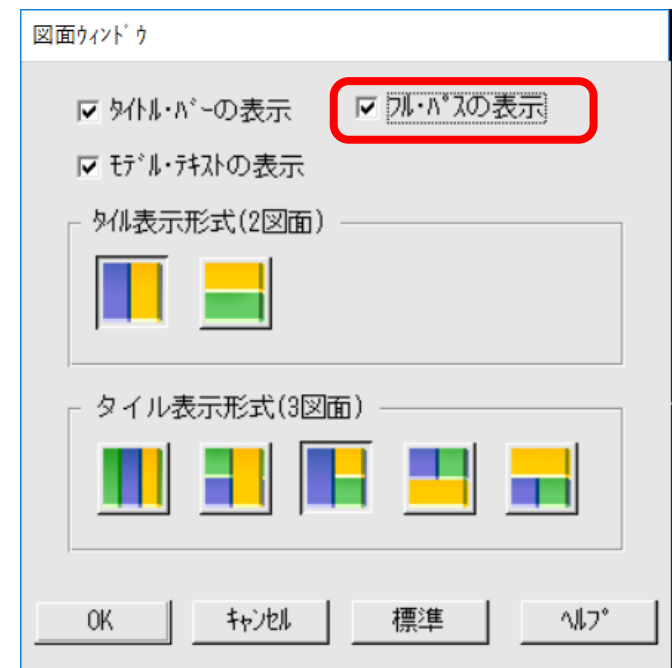 図面ｳｨﾝﾄﾞｳ
ﾀｲﾄﾙ･ﾊﾞｰの表示 ﾌﾙ･ﾊﾟｽの表示
ﾓﾃﾞﾙ･ﾃｷｽﾄの表示
ﾀｲﾙ表示形式(2図面)
タイル表示形式(3図面)
OK ｷｬﾝｾﾙ 標準 ﾍﾙﾌﾟ